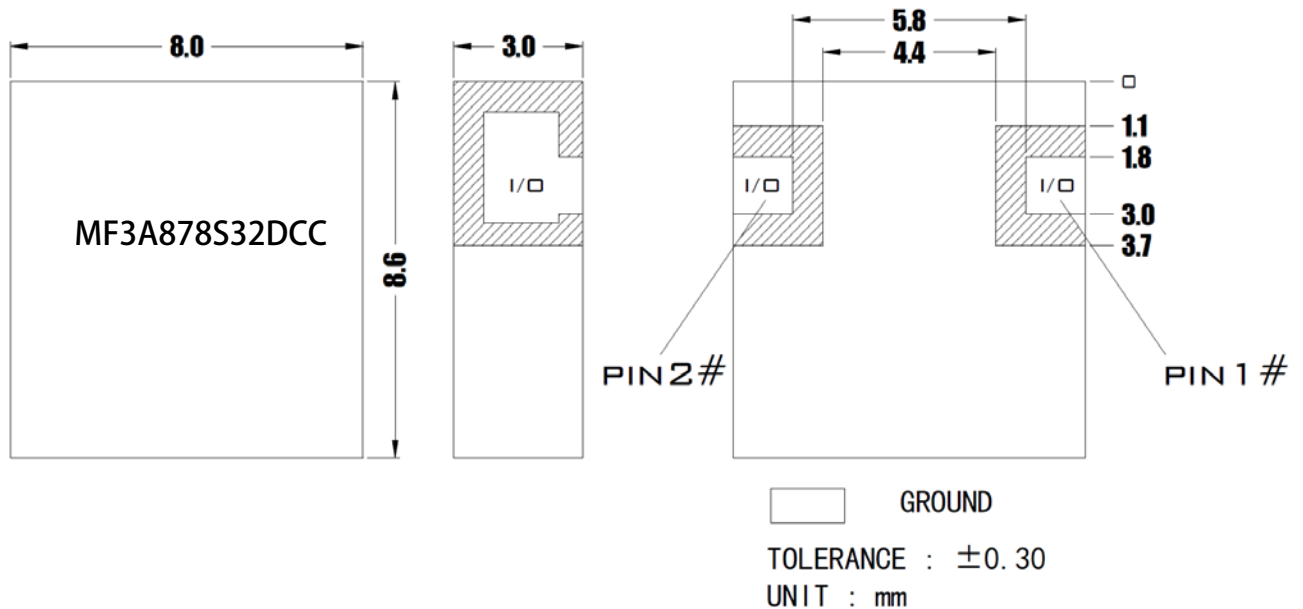 8.0
3.0
5.8
4.4
0
1.1
1.8
3.0
3.7
MF3A878S32DCC
8.6
I/O
I/O
I/O
PIN2#
PIN1#
GROUND
TOLERANCE : ±0.30
UNIT : mm